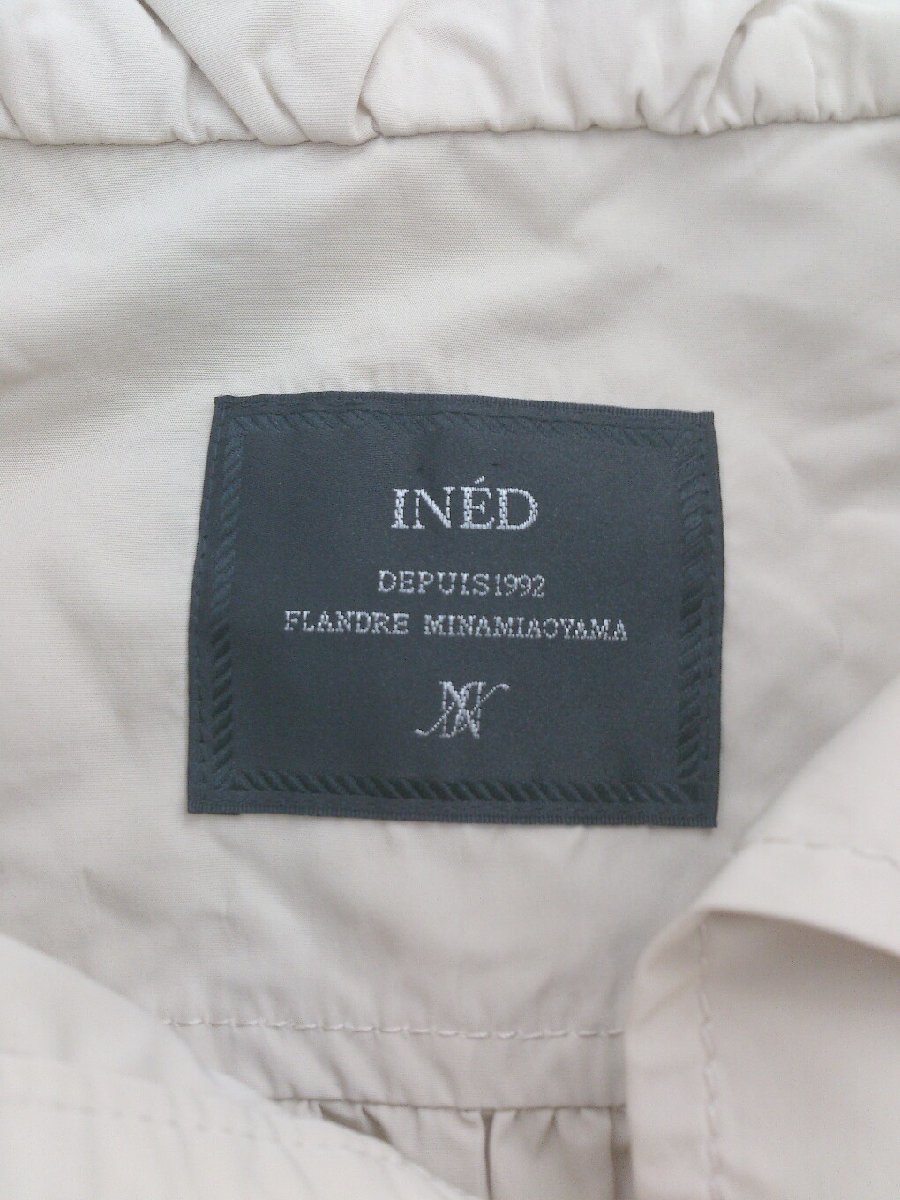 INÉD
DEPUIS1992
FLANDRE MINAMIAOYAMA